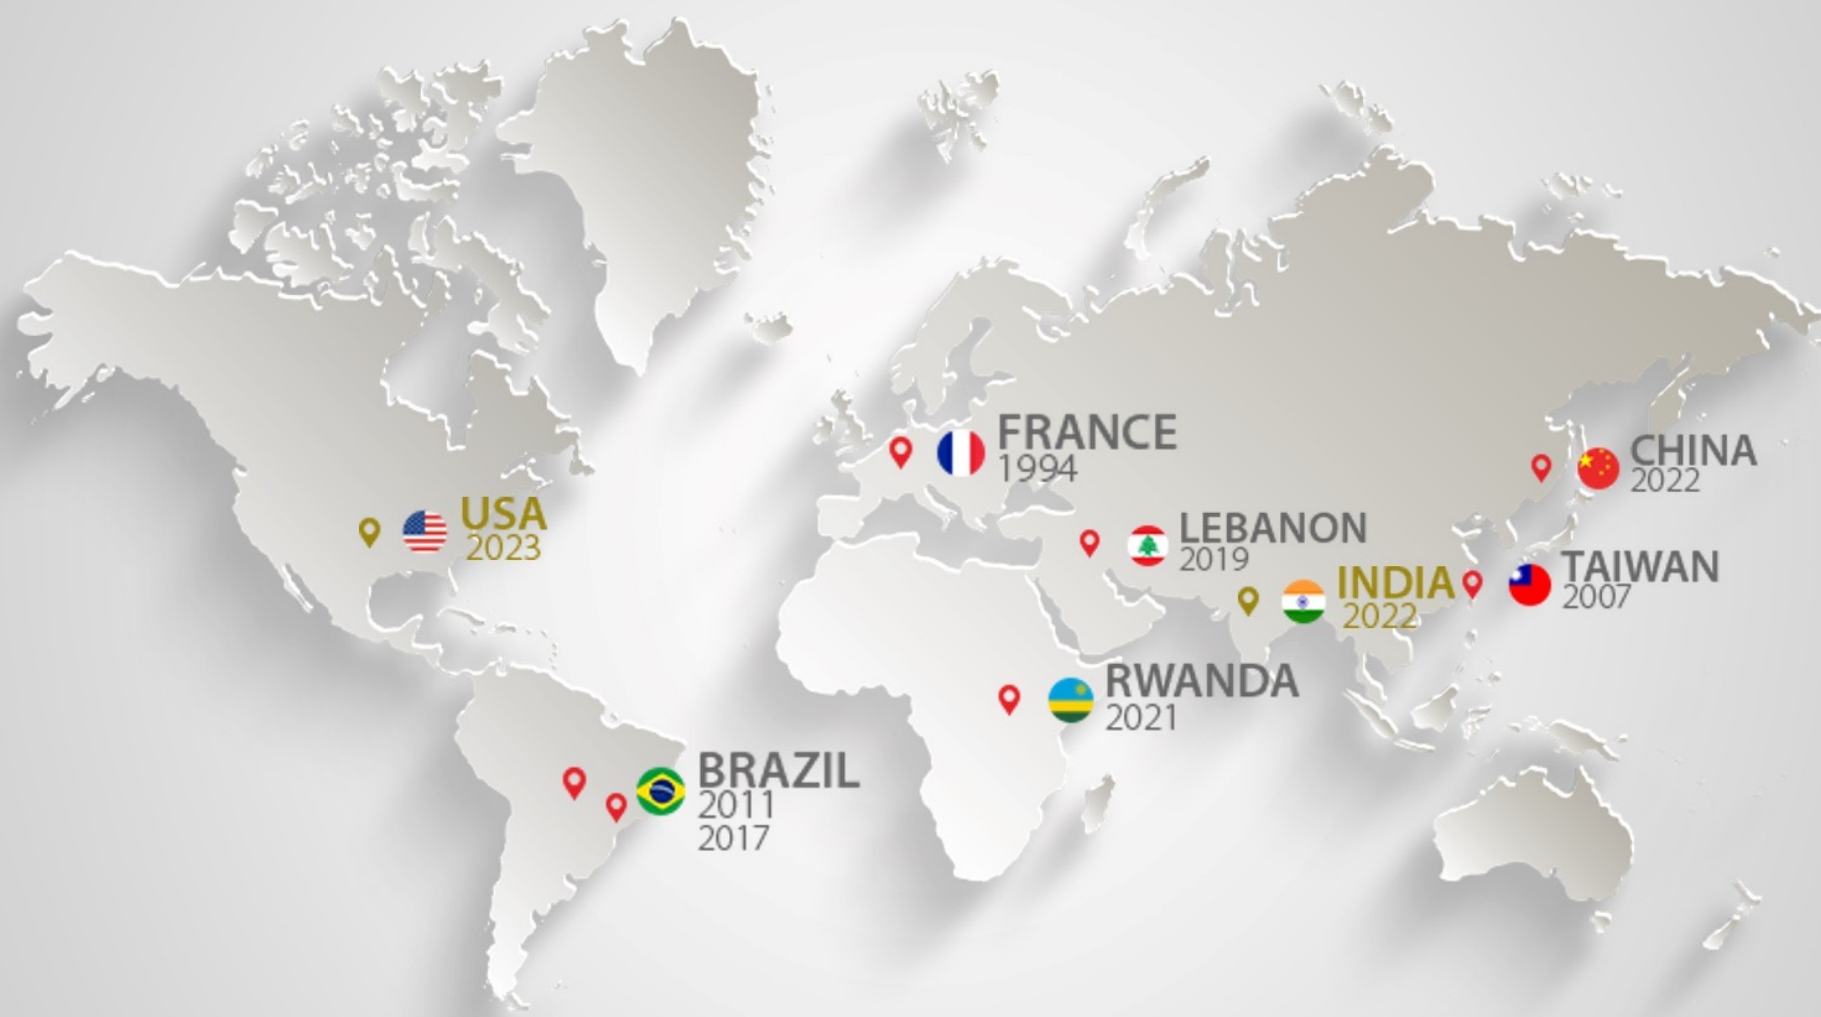 FRANCE
1994
CHINA
2022
USA
2023
LEBANON
2019
TAIWAN
2007
INDIA
2022
RWANDA
2021
BRAZIL
2011
2017